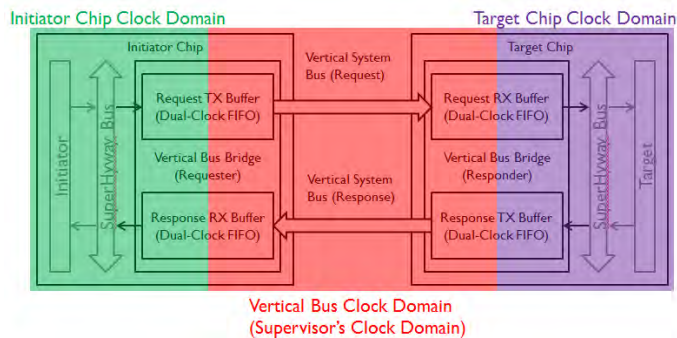 Initiator Chip Clock Domain
Target Chip Clock Domain
Initiator Chip
Vertical System
Bus (Request)
Target Chip
Initiator
SuperHyway Bus
Request TX Buffer
(Dual-Clock FIFO)
Request RX Buffer
(Dual-Clock FIFO)
SuperHyway Bus
Target
Vertical Bus Bridge
(Requester)
Vertical System
Bus (Response)
Vertical Bus Bridge
(Responder)
Response RX Buffer
(Dual-Clock FIFO)
Response TX Buffer
(Dual-Clock FIFO)
Vertical Bus Clock Domain
(Supervisor's Clock Domain)